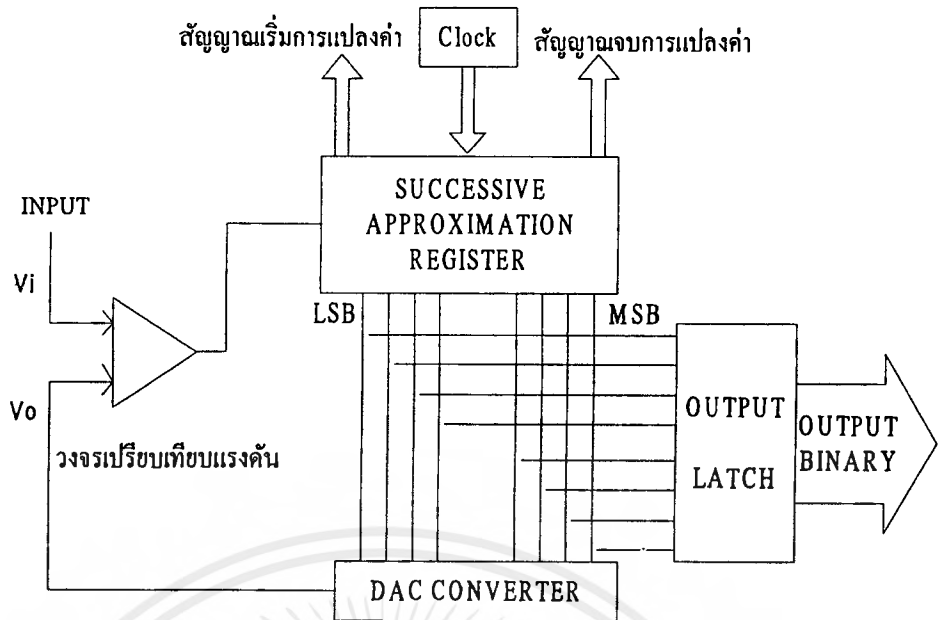 สัญญาณเริ่มการแปลงค่า
Clock
สัญญาณจบการแปลงค่า
SUCCESSIVE
APPROXIMATION
REGISTER
INPUT
Vi
LSB
MSB
Vo
OUTPUT
LATCH
OUTPUT
BINARY
วงจรเปรียบเทียบแรงดัน
DAC CONVERTER